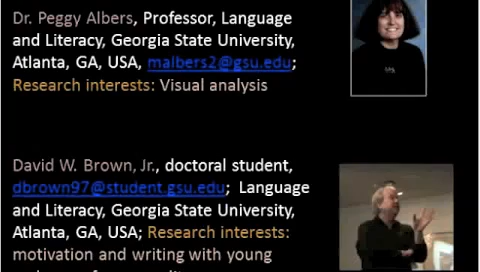 Dr. Peggy Albers, Professor, Language
and Literacy, Georgia State University,
Atlanta, GA, USA, malbers2@gsu.edu;
Research interests: Visual analysis
David W. Brown, Jr., doctoral student,
dbrown97@student.gsu.edu; Language
and Literacy, Georgia State University,
Atlanta, GA, USA; Research interests:
motivation and writing with young